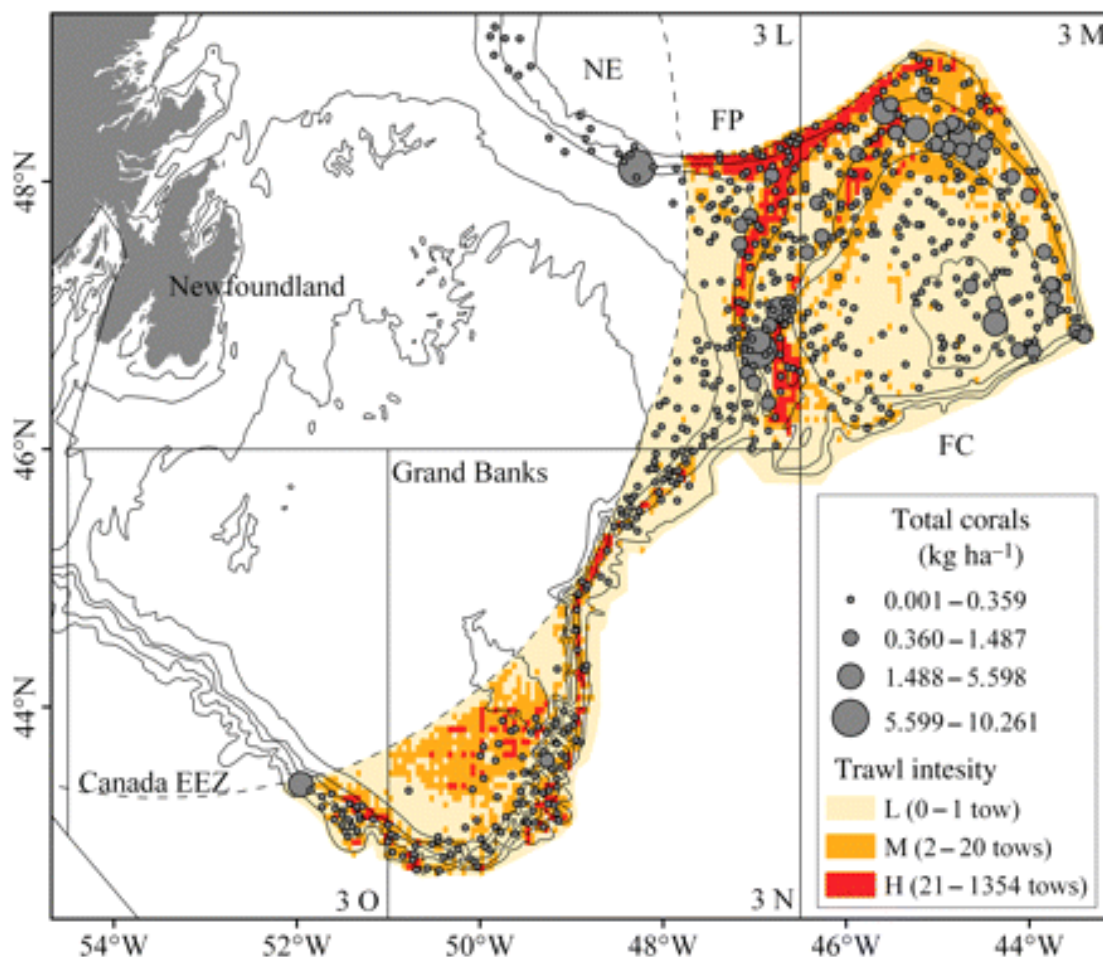 3 L
3 M
NE
FP
48°N
Newfoundland
46°N
FC
Grand Banks
Total corals
(kg ha⁻¹)
0.001 – 0.359
0.360 – 1.487
1.488 – 5.598
5.599 – 10.261
44°N
Canada EEZ
Trawl intesity
L (0 – 1 tow)
M (2 – 20 tows)
H (21 – 1354 tows)
3 O
3 N
54°W
52°W
50°W
48°W
46°W
44°W